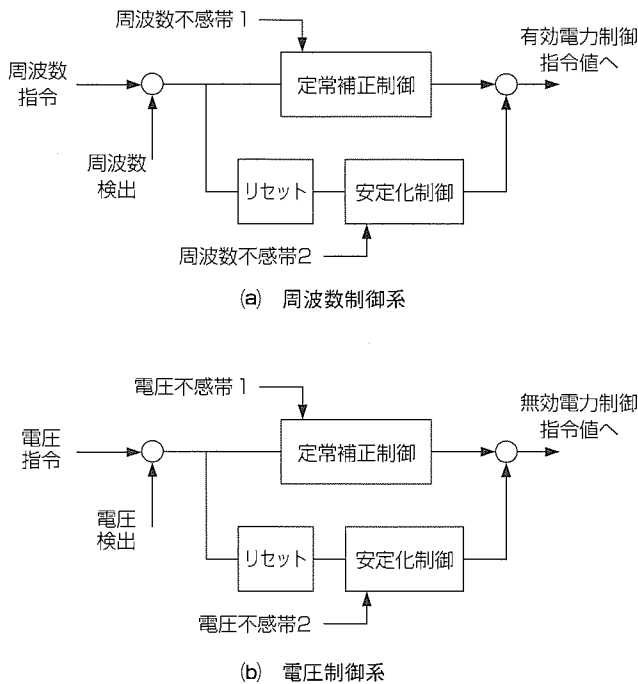 周波数不感帯1
周波数
指令
定常補正制御
有効電力制御
指令値へ
周波数
検出
リセット
安定化制御
周波数不感帯2
(a) 周波数制御系
電圧不感帯1
電圧
指令
定常補正制御
無効電力制御
指令値へ
電圧
検出
リセット
安定化制御
電圧不感帯2
(b) 電圧制御系